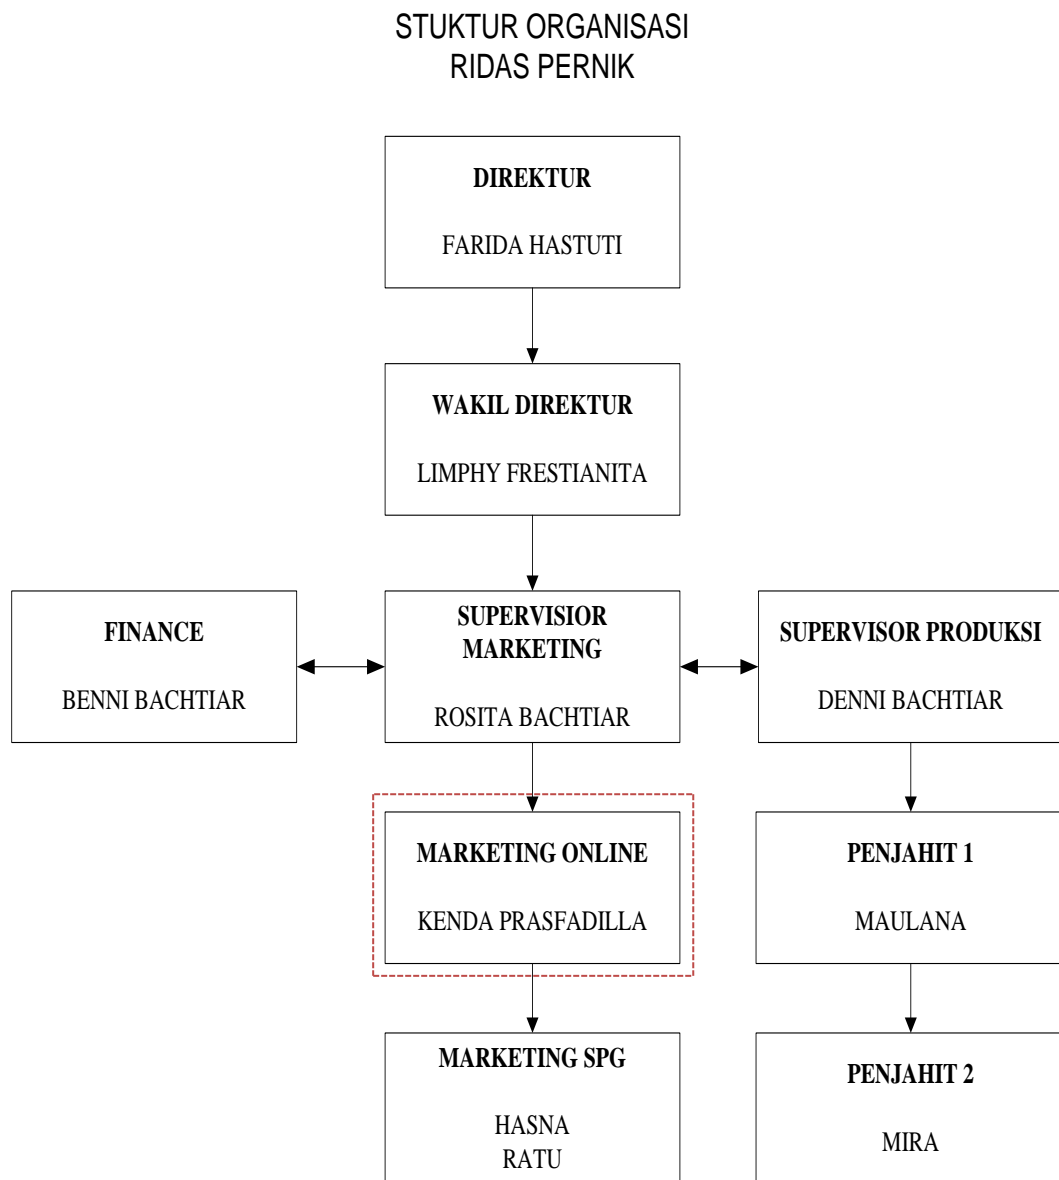 STUKTUR ORGANISASI
RIDAS PERNIK
DIREKTUR
FARIDA HASTUTI
WAKIL DIREKTUR
LIMPHY FRESTIANITA
FINANCE
BENNI BACHTIAR
SUPERVISIOR
MARKETING
ROSITA BACHTIAR
SUPERVISOR PRODUKSI
DENNI BACHTIAR
MARKETING ONLINE
KENDA PRASFADILLA
PENJAHIT 1
MAULANA
MARKETING SPG
HASNA
RATU
PENJAHIT 2
MIRA